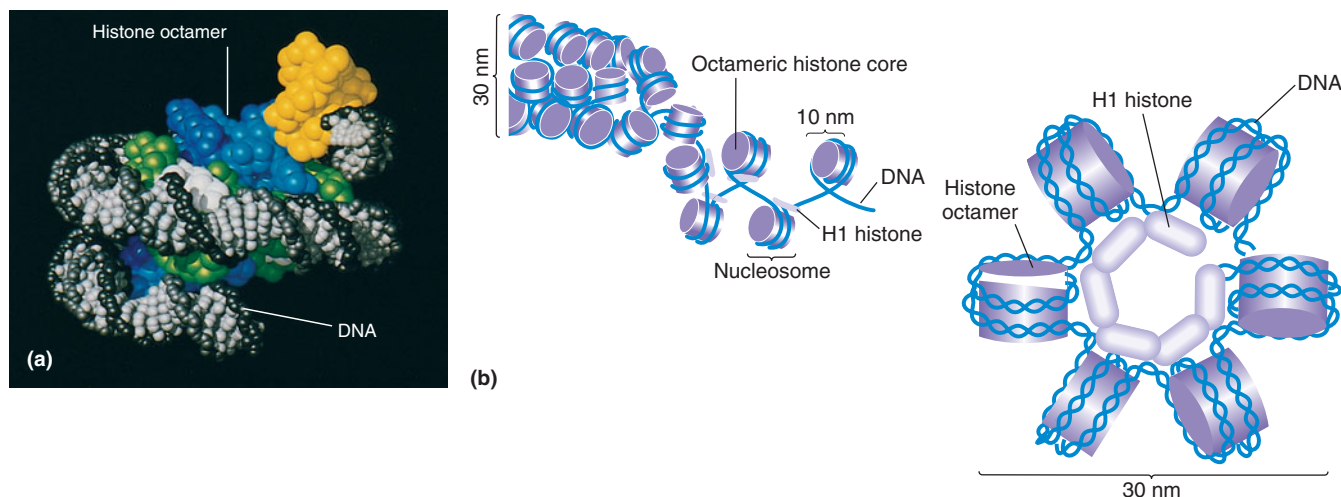 Histone octamer
DNA
(a)
(b)
30 nm
Octameric histone core
10 nm
DNA
H1 histone
Nucleosome
H1 histone
DNA
Histone
octamer
30 nm